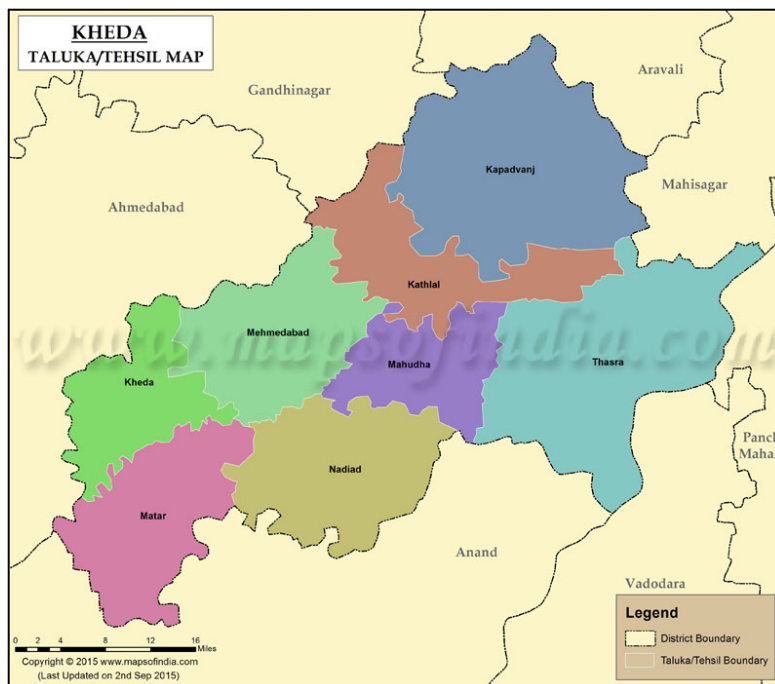 KHEDA
TALUKA/TEHSIL MAP
Gandhinagar
Aravali
Kapadvanj
Mahisagar
Ahmedabad
Kathlal
Mehmedabad
www.mapsofindia.com
Mahudha
Thasra
Kheda
Panch
Mahal
Nadiad
Matar
Anand
Vadodara
Legend
District Boundary
Taluka/Tehsil Boundary
0 2 4 8 12 16
Miles
Copyright © 2015 www.mapsofindia.com
(Last Updated on 2nd Sep 2015)